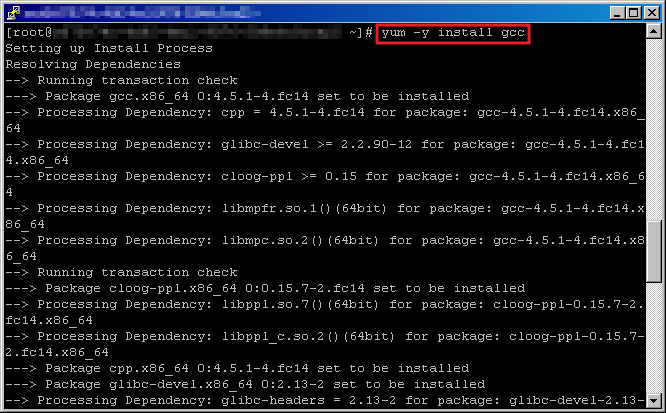 [root@ ~]# yum -y install gcc
Setting up Install Process
Resolving Dependencies
--> Running transaction check
---> Package gcc.x86_64 0:4.5.1-4.fc14 set to be installed
--> Processing Dependency: cpp = 4.5.1-4.fc14 for package: gcc-4.5.1-4.fc14.x86_
64
--> Processing Dependency: glibc-devel >= 2.2.90-12 for package: gcc-4.5.1-4.fc1
4.x86_64
--> Processing Dependency: cloog-ppl >= 0.15 for package: gcc-4.5.1-4.fc14.x86_6
4
--> Processing Dependency: libmpfr.so.1()(64bit) for package: gcc-4.5.1-4.fc14.x
86_64
--> Processing Dependency: libmpc.so.2()(64bit) for package: gcc-4.5.1-4.fc14.x8
6_64
--> Running transaction check
---> Package cloog-ppl.x86_64 0:0.15.7-2.fc14 set to be installed
--> Processing Dependency: libppl.so.7()(64bit) for package: cloog-ppl-0.15.7-2.
fc14.x86_64
--> Processing Dependency: libppl_c.so.2()(64bit) for package: cloog-ppl-0.15.7-
2.fc14.x86_64
---> Package cpp.x86_64 0:4.5.1-4.fc14 set to be installed
---> Package glibc-devel.x86_64 0:2.13-2 set to be installed
--> Processing Dependency: glibc-headers = 2.13-2 for package: glibc-devel-2.13-